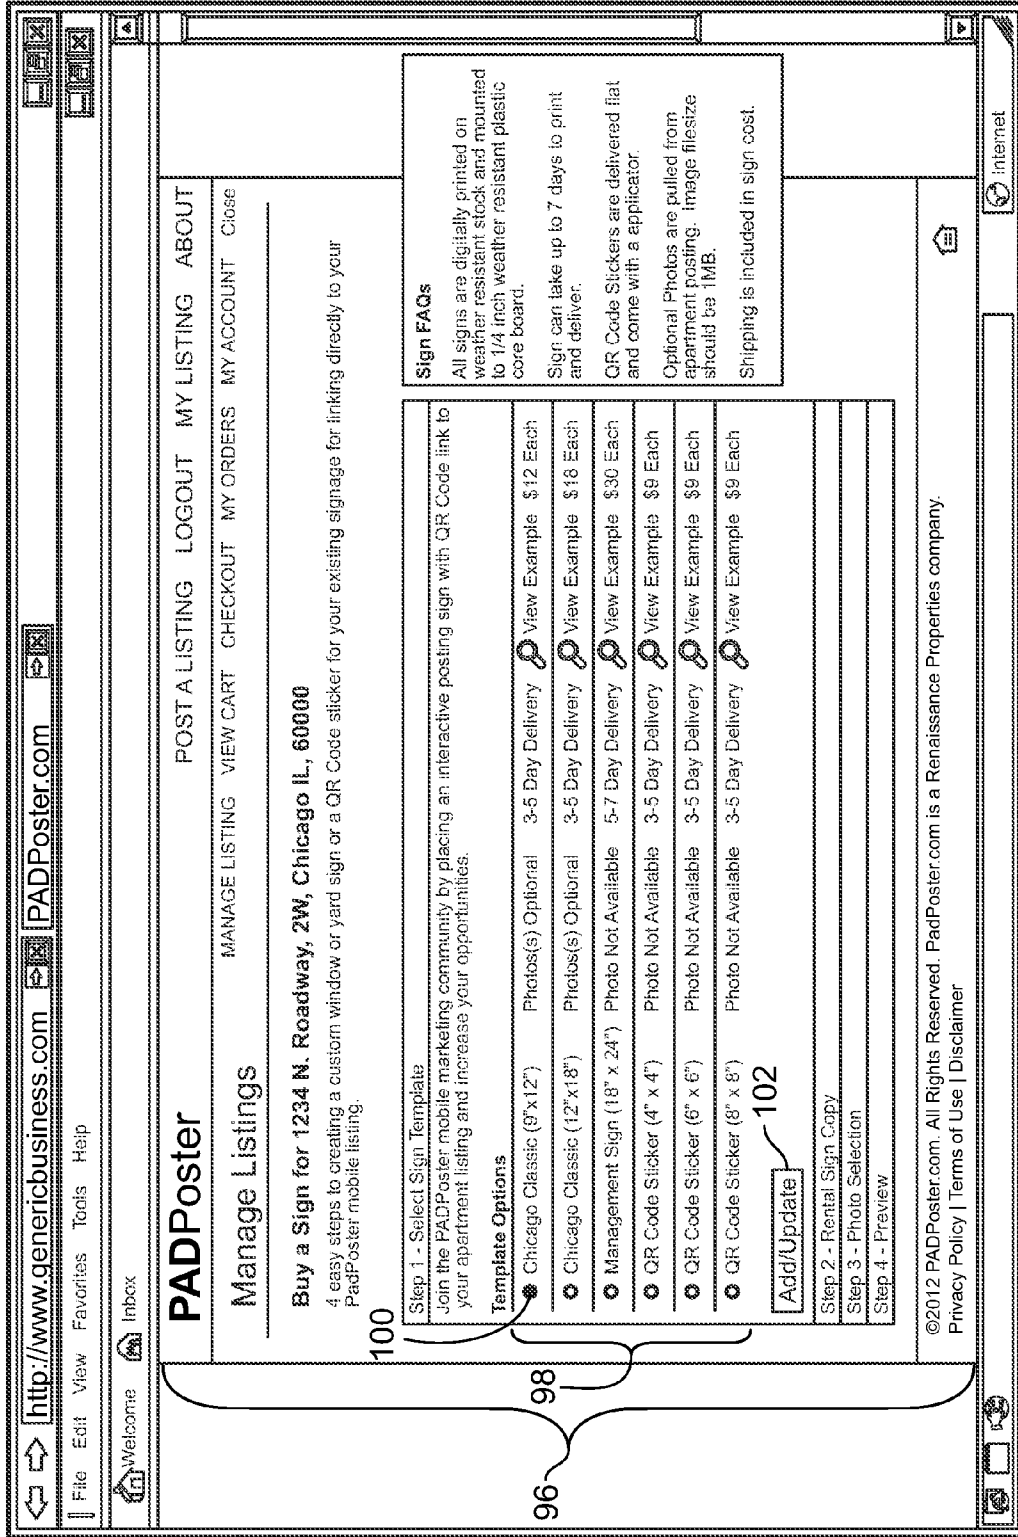 http://www.genericbusiness.com PADPoster.com
File Edit View Favorites Tools Help
Welcome Inbox
PADPoster
POST A LISTING LOGOUT MY LISTING ABOUT
Manage Listings
MANAGE LISTING VIEW CART CHECKOUT MY ORDERS MY ACCOUNT Close
Buy a Sign for 1234 N. Roadway, 2W, Chicago IL, 60000
4 easy steps to creating a custom window or yard sign or a QR Code sticker for your existing signage for linking directly to your
PadPoster mobile listing.
100
Step 1 - Select Sign Template
Join the PADPoster mobile marketing community by placing an interactive posting sign with QR Code link to
your apartment listing and increase your opportunities.
Template Options
Chicago Classic (9"x12") Photos(s) Optional 3-5 Day Delivery View Example $12 Each
Chicago Classic (12"x18") Photos(s) Optional 3-5 Day Delivery View Example $18 Each
Management Sign (18" x 24") Photo Not Available 5-7 Day Delivery View Example $30 Each
QR Code Sticker (4" x 4") Photo Not Available 3-5 Day Delivery View Example $9 Each
QR Code Sticker (6" x 6") Photo Not Available 3-5 Day Delivery View Example $9 Each
QR Code Sticker (8" x 8") Photo Not Available 3-5 Day Delivery View Example $9 Each
98
96
Add/Update
102
Step 2 - Rental Sign Copy
Step 3 - Photo Selection
Step 4 - Preview
Sign FAQs
All signs are digitally printed on
weather resistant stock and mounted
to 1/4 inch weather resistant plastic
core board.
Sign can take up to 7 days to print
and deliver.
QR Code Stickers are delivered flat
and come with a applicator.
Optional Photos are pulled from
apartment posting. Image filesize
should be 1MB.
Shipping is included in sign cost.
©2012 PADPoster.com. All Rights Reserved. PadPoster.com is a Renaissance Properties company.
Privacy Policy | Terms of Use | Disclaimer
Internet